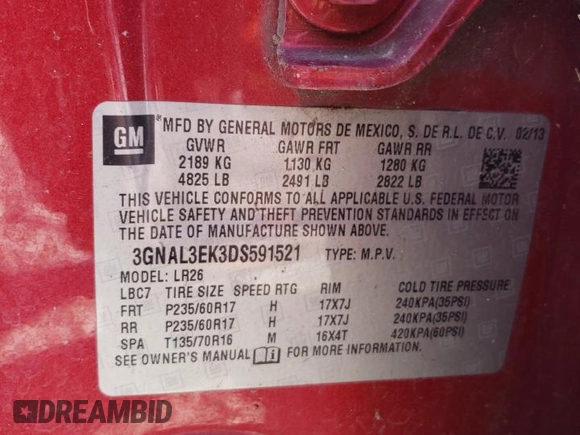 GM
®MFD BY GENERAL MOTORS DE MEXICO, S. DE R.L. DE C.V. 02/13
GVWR GAWR FRT GAWR RR
2189 KG 1130 KG 1280 KG
4825 LB 2491 LB 2822 LB
THIS VEHICLE CONFORMS TO ALL APPLICABLE U.S. FEDERAL MOTOR
VEHICLE SAFETY AND THEFT PREVENTION STANDARDS IN EFFECT ON
THE DATE OF MANUFACTURE SHOWN ABOVE.
3GNAL3EK3DS591521 TYPE: M.P.V.
MODEL: LR26
LBC7 TIRE SIZE SPEED RTG RIM COLD TIRE PRESSURE
FRT P235/60R17 H 17X7J 240KPA(35PSI)
RR P235/60R17 H 17X7J 240KPA(35PSI)
SPA T135/70R16 M 16X4T 420KPA(60PSI)
SEE OWNER'S MANUAL FOR MORE INFORMATION.
DREAMBID